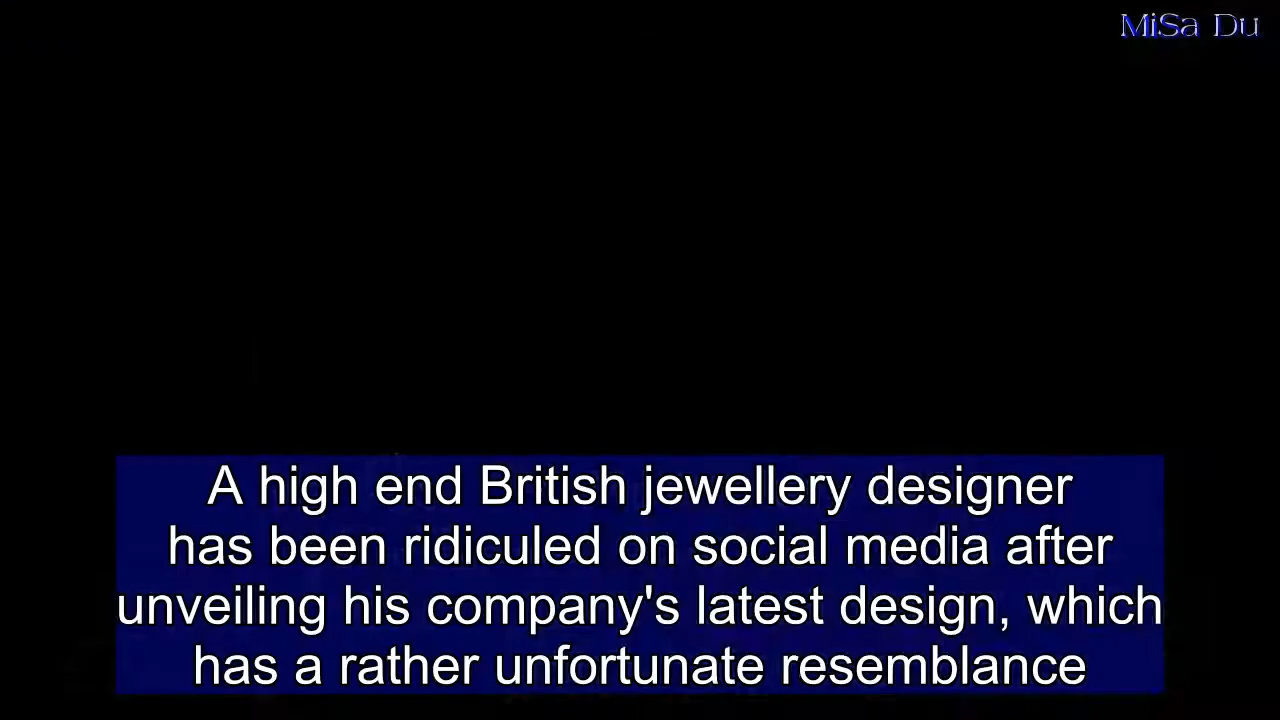 MiSa Du
A high end British jewellery designer
has been ridiculed on social media after
unveiling his company's latest design, which
has a rather unfortunate resemblance